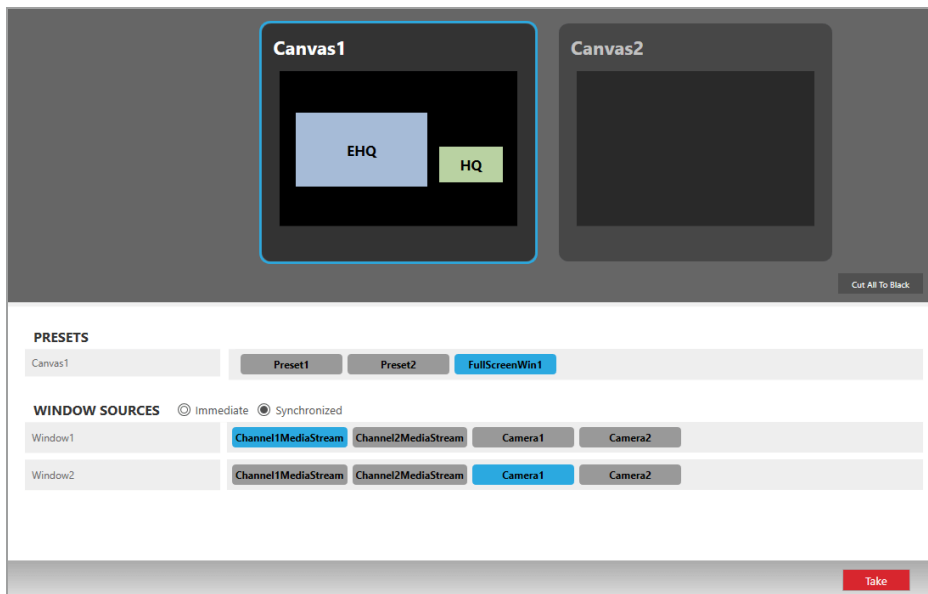 Canvas1
Canvas2
EHQ
HQ
Cut All To Black
PRESETS
Canvas1
Preset1
Preset2
FullScreenWin1
WINDOW SOURCES
Immediate
Synchronized
Window1
Channel1MediaStream
Channel2MediaStream
Camera1
Camera2
Window2
Channel1MediaStream
Channel2MediaStream
Camera1
Camera2
Take